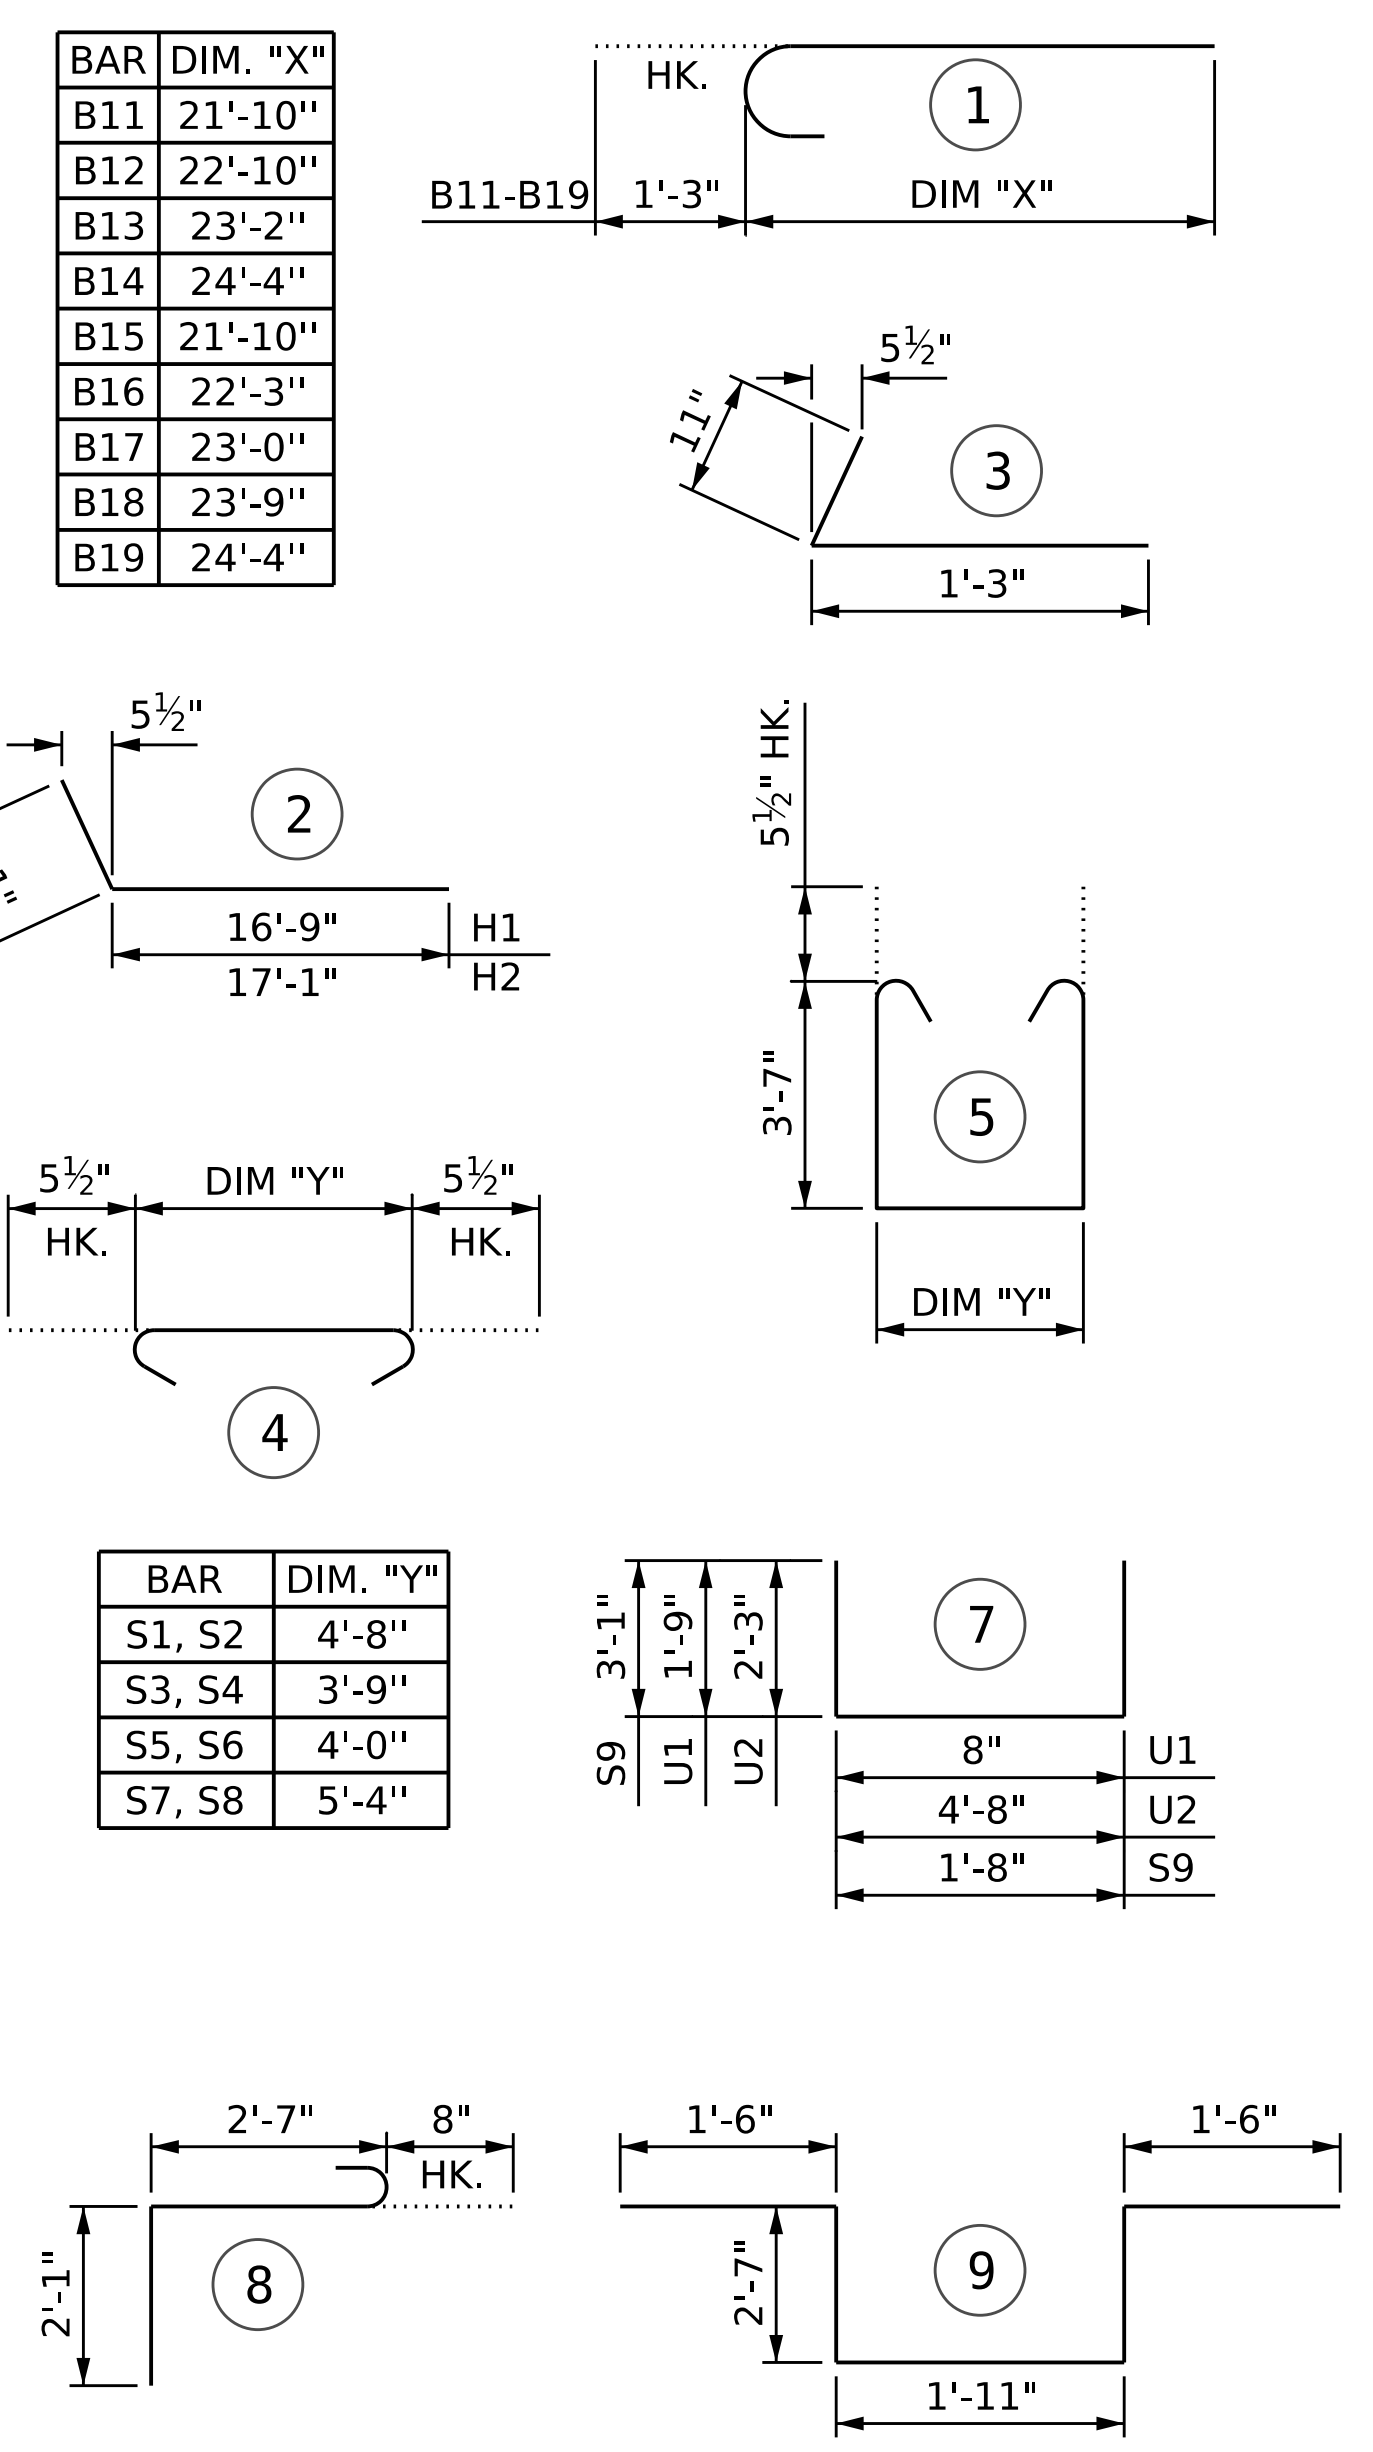 BAR DIM. "X"
B11 21'-10''
B12 22'-10''
B13 23'-2''
B14 24'-4''
B15 21'-10''
B16 22'-3''
B17 23'-0''
B18 23'-9''
B19 24'-4''
HK.
1
B11-B19 1'-3" DIM "X"
5½"
11"
3
1'-3"
5½"
2
16'-9" H1
17'-1" H2
5½" HK.
3'-7"
5
DIM "Y"
5½" DIM "Y" 5½"
HK. HK.
4
BAR DIM. "Y"
S1, S2 4'-8''
S3, S4 3'-9''
S5, S6 4'-0''
S7, S8 5'-4''
3'-1" 1'-9" 2'-3"
S9 U1 U2
7
8" U1
4'-8" U2
1'-8" S9
2'-7" 8"
HK.
2'-1"
8
1'-6" 1'-6"
2'-7"
9
1'-11"